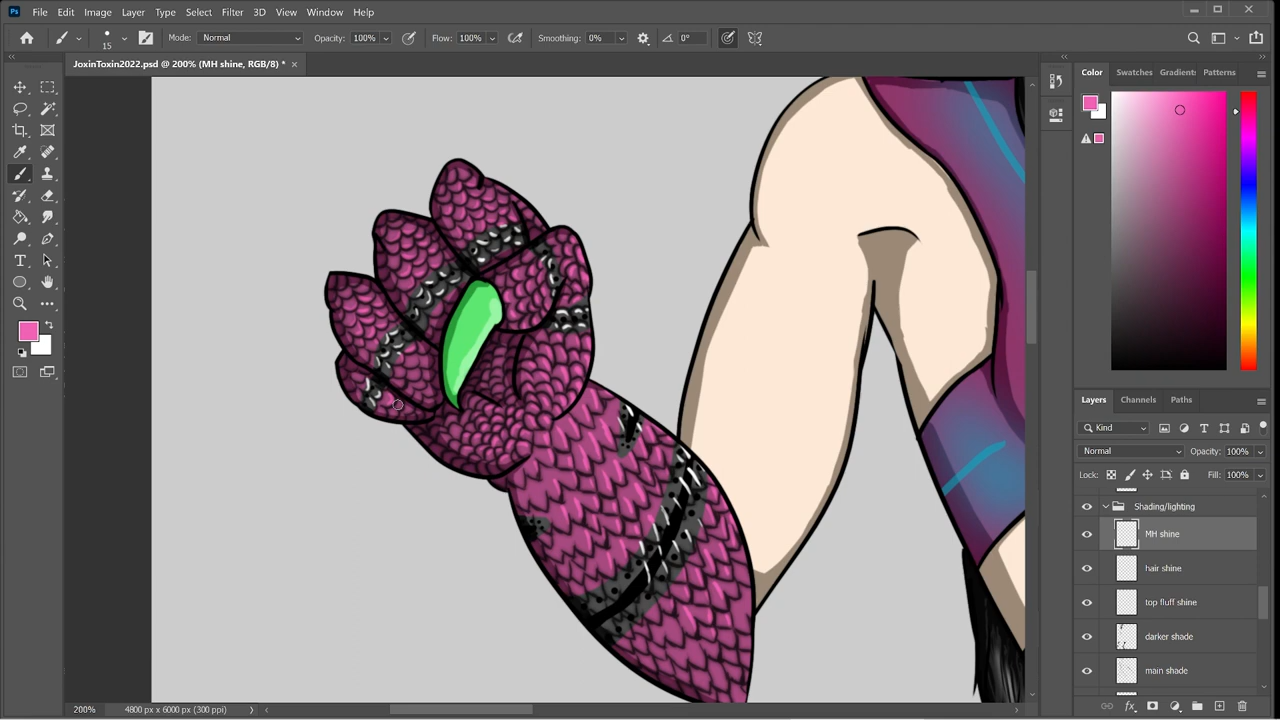 Ps File Edit Image Layer Type Select Filter 3D View Window Help
15 Mode: Normal Opacity: 100% Flow: 100% Smoothing: 0% 0°
JoxinToxin2022.psd @ 200% (MH shine, RGB/8) * ×
Color Swatches Gradient: Patterns
Layers Channels Paths
Kind
Normal Opacity: 100%
Lock: Fill: 100%
Shading/lighting
MH shine
hair shine
top fluff shine
darker shade
main shade
fx
200% 4800 px x 6000 px (300 ppi)